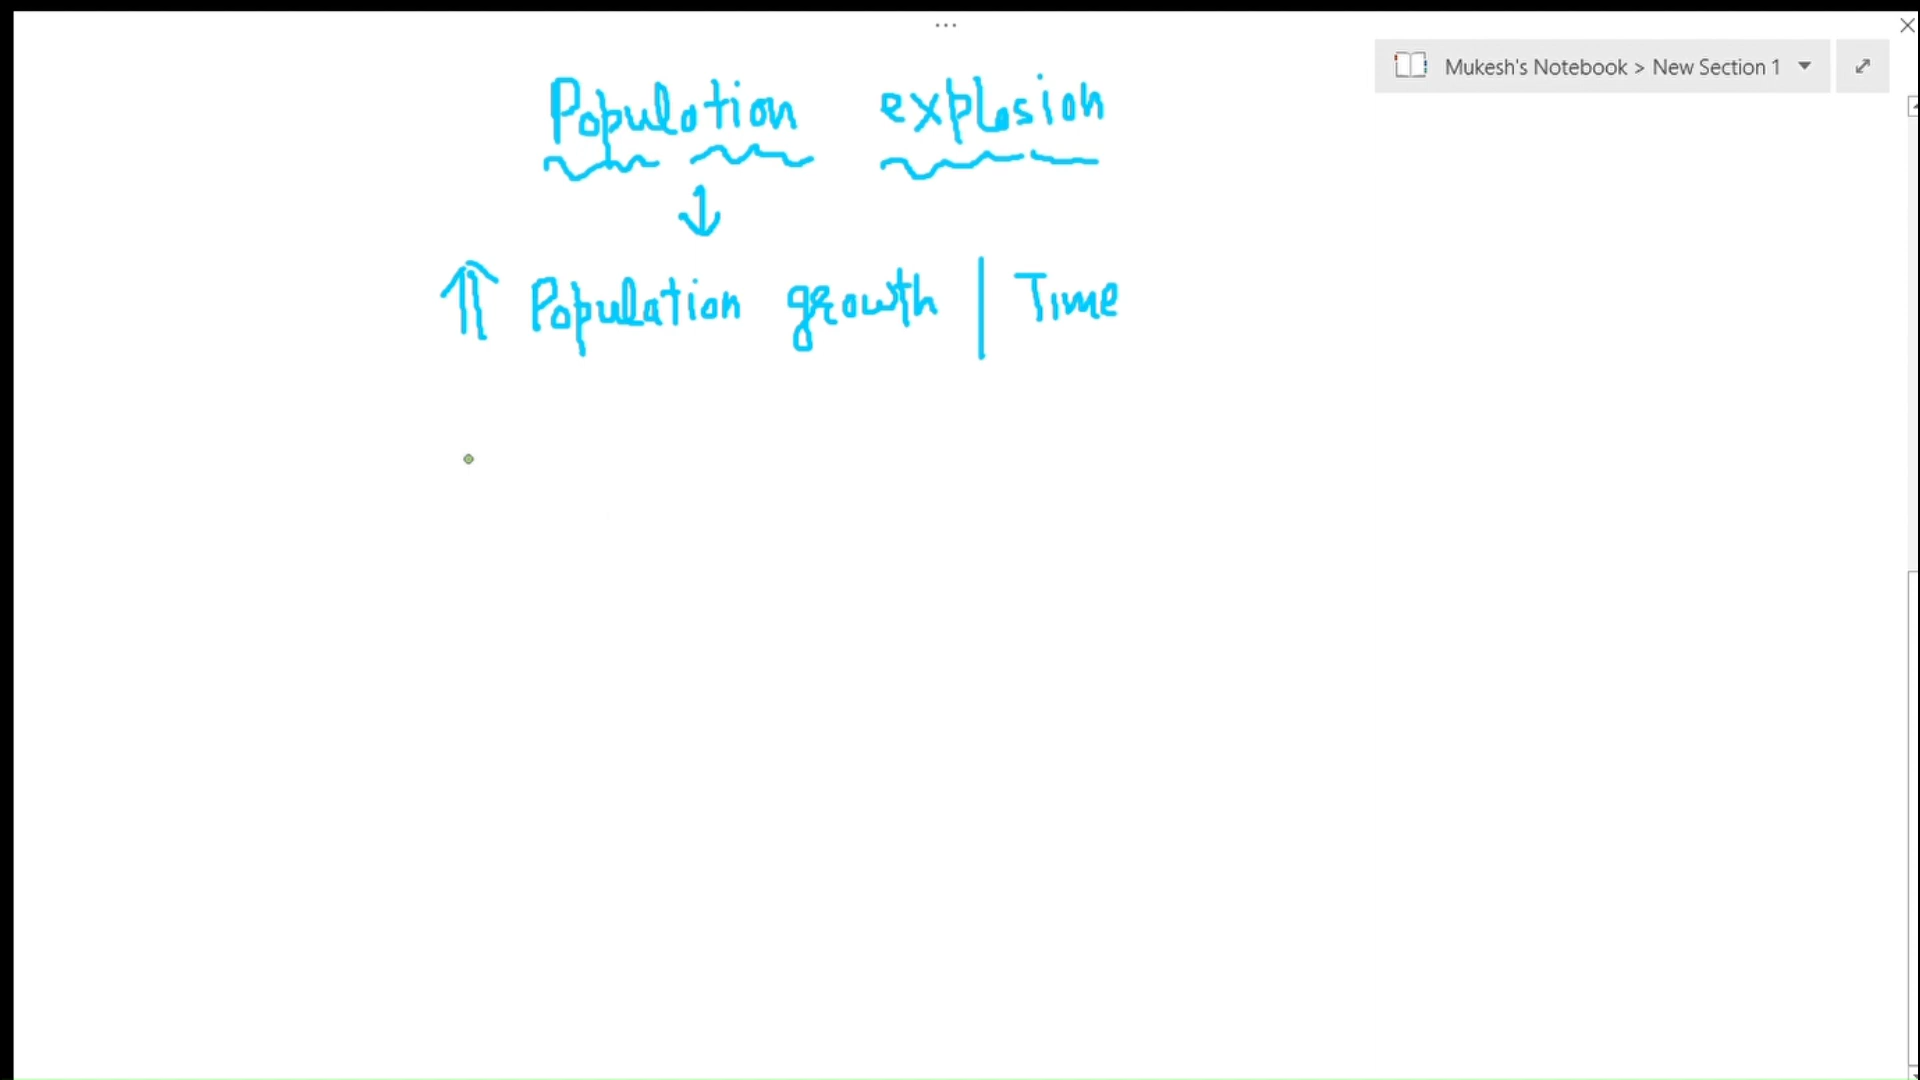 ...
Mukesh's Notebook > New Section 1
Population explosion
↓
⇑ Population growth | Time